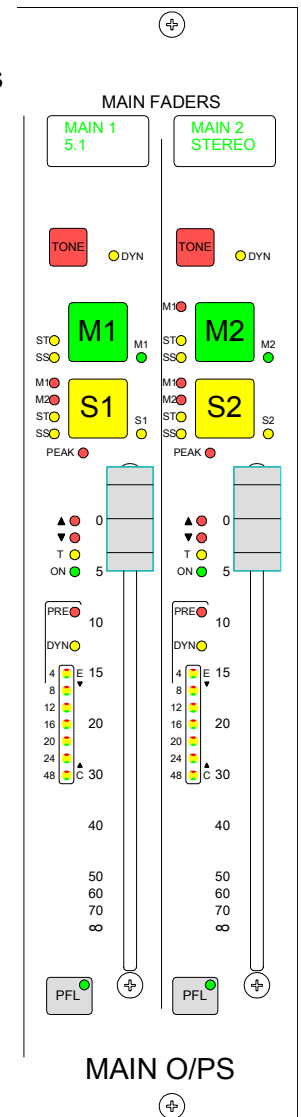 S
MAIN FADERS
MAIN 1
5.1
TONE
DYN
M1
ST
SS
M1
S1
M1
M2
ST
SS
S1
PEAK
0
T
ON
5
PRE
10
DYN
4 E 15
8
12
16 20
20
24
48 C 30
40
50
60
70
∞
PFL
MAIN 2
STEREO
TONE
DYN
M1
M2
ST
SS
M2
M1
S2
M2
ST
SS
S2
PEAK
0
T
ON
5
PRE
10
DYN
4 E 15
8
12
16 20
20
24
48 C 30
40
50
60
70
∞
PFL
MAIN O/PS